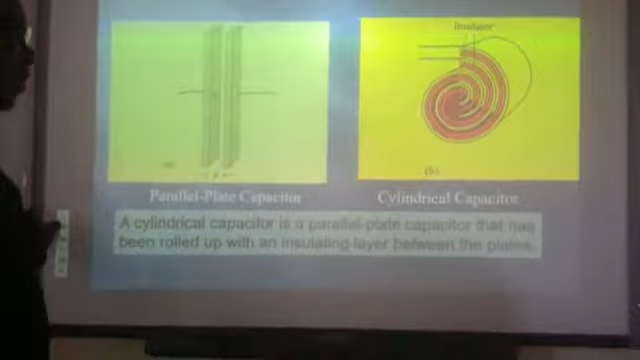 insulator
(a)
(b)
Parallel-Plate Capacitor
Cylindrical Capacitor
A cylindrical capacitor is a parallel-plate capacitor that has
been rolled up with an insulating layer between the plates.